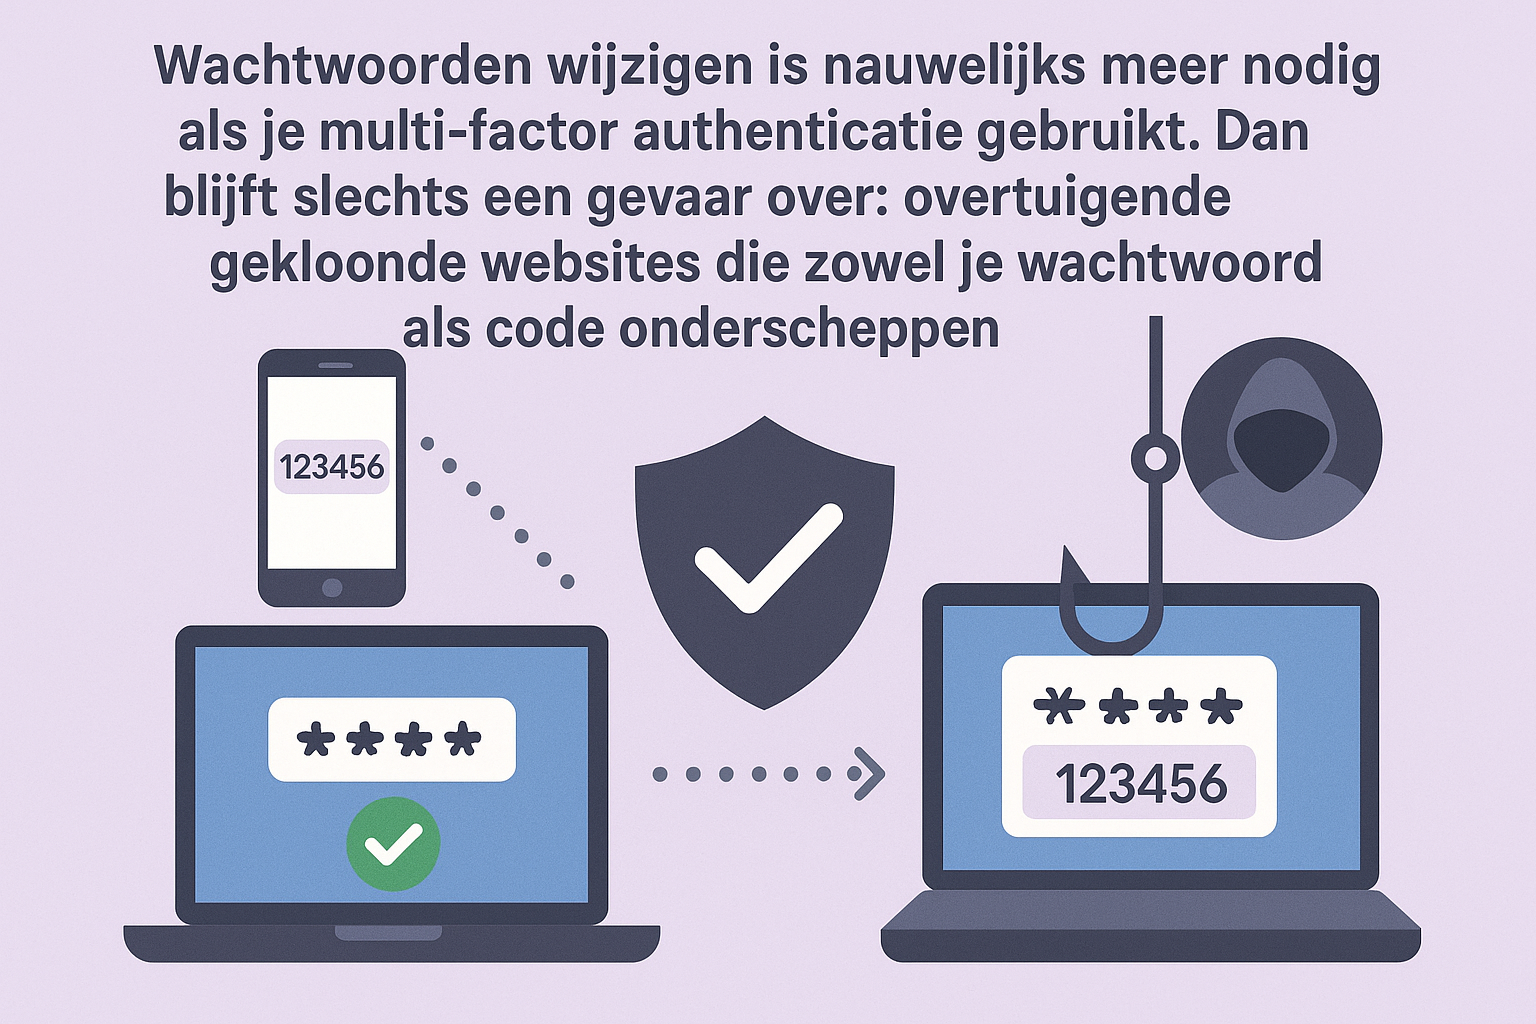 Wachtwoorden wijzigen is nauwelijks meer nodig
als je multi-factor authenticatie gebruikt. Dan
blijft slechts een gevaar over: overtuigende
gekloonde websites die zowel je wachtwoord
als code onderscheppen
123456
****
****
123456